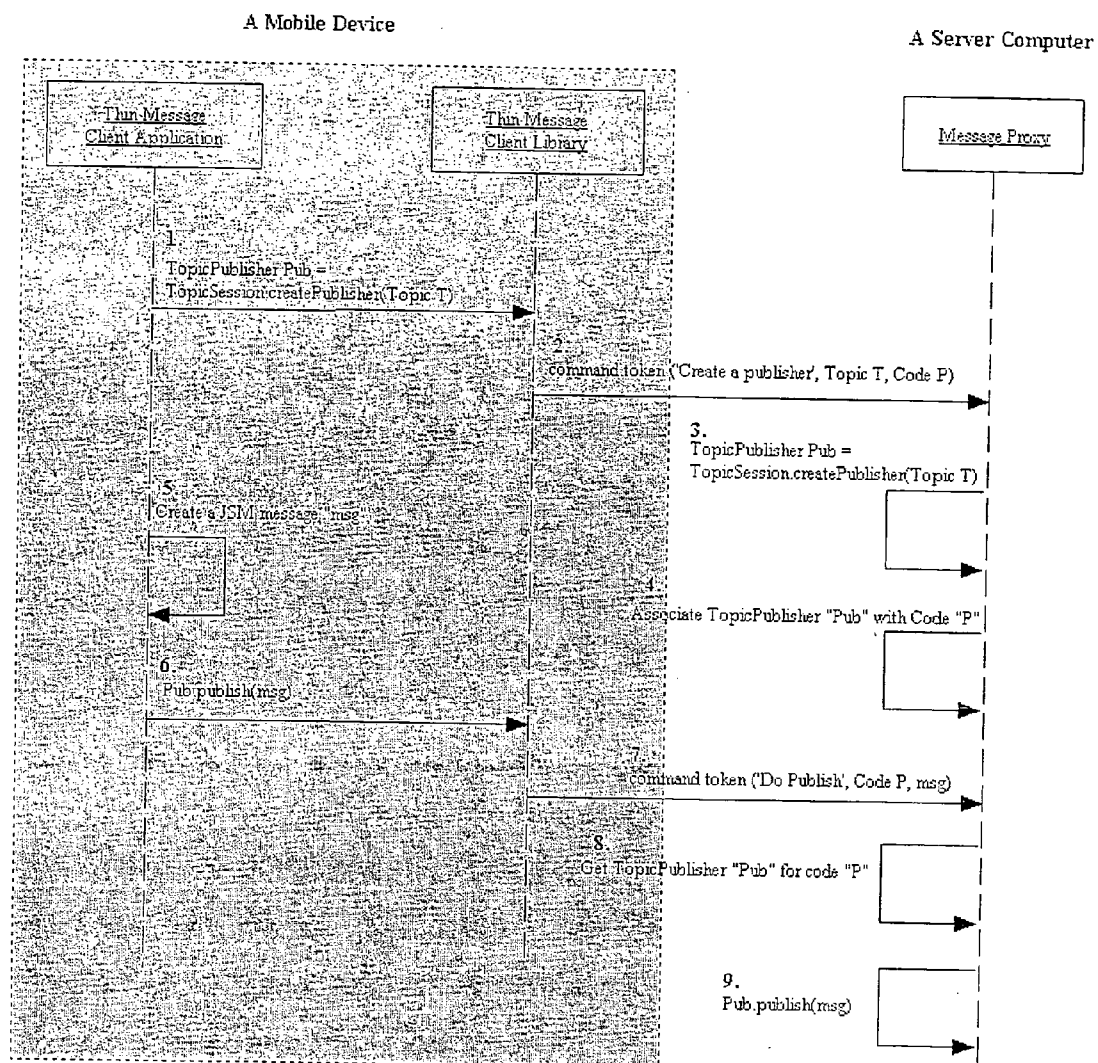 A Mobile Device
A Server Computer
Thin Message
Client Application
Thin Message
Client Library
Message Proxy
1.
TopicPublisher Pub =
TopicSession.createPublisher(Topic T)
2.
command token ('Create a publisher', Topic T, Code P)
3.
TopicPublisher Pub =
TopicSession.createPublisher(Topic T)
5.
Create a JSM message "msg"
4.
Associate TopicPublisher "Pub" with Code "P"
6.
Pub.publish(msg)
7.
command token ('Do Publish', Code P, msg)
8.
Get TopicPublisher "Pub" for code "P"
9.
Pub.publish(msg)